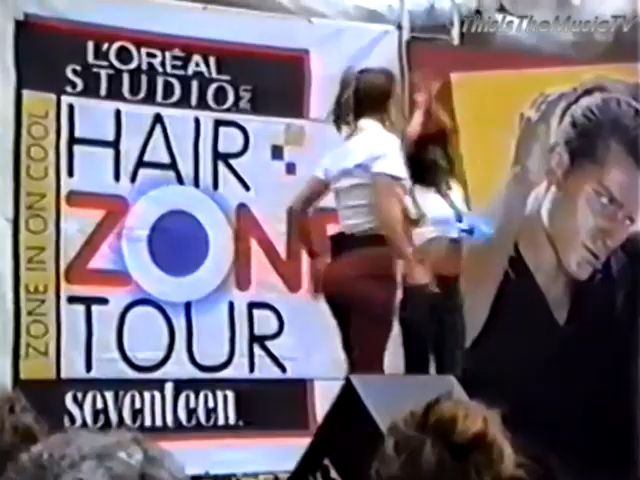 ThisIsTheMusicTV
L'ORÉAL
STUDIO
HAIR
ZONE
TOUR
seventeen.
ZONE IN ON COOL